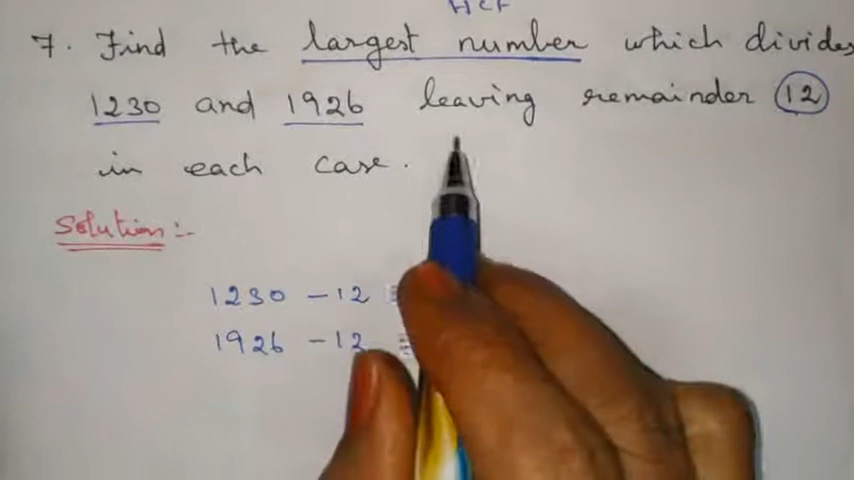 HCF
7. Find the largest number which divides
1230 and 1926 leaving remainder 12
in each case.
Solution :-
1230 - 12 =
1926 - 12 =